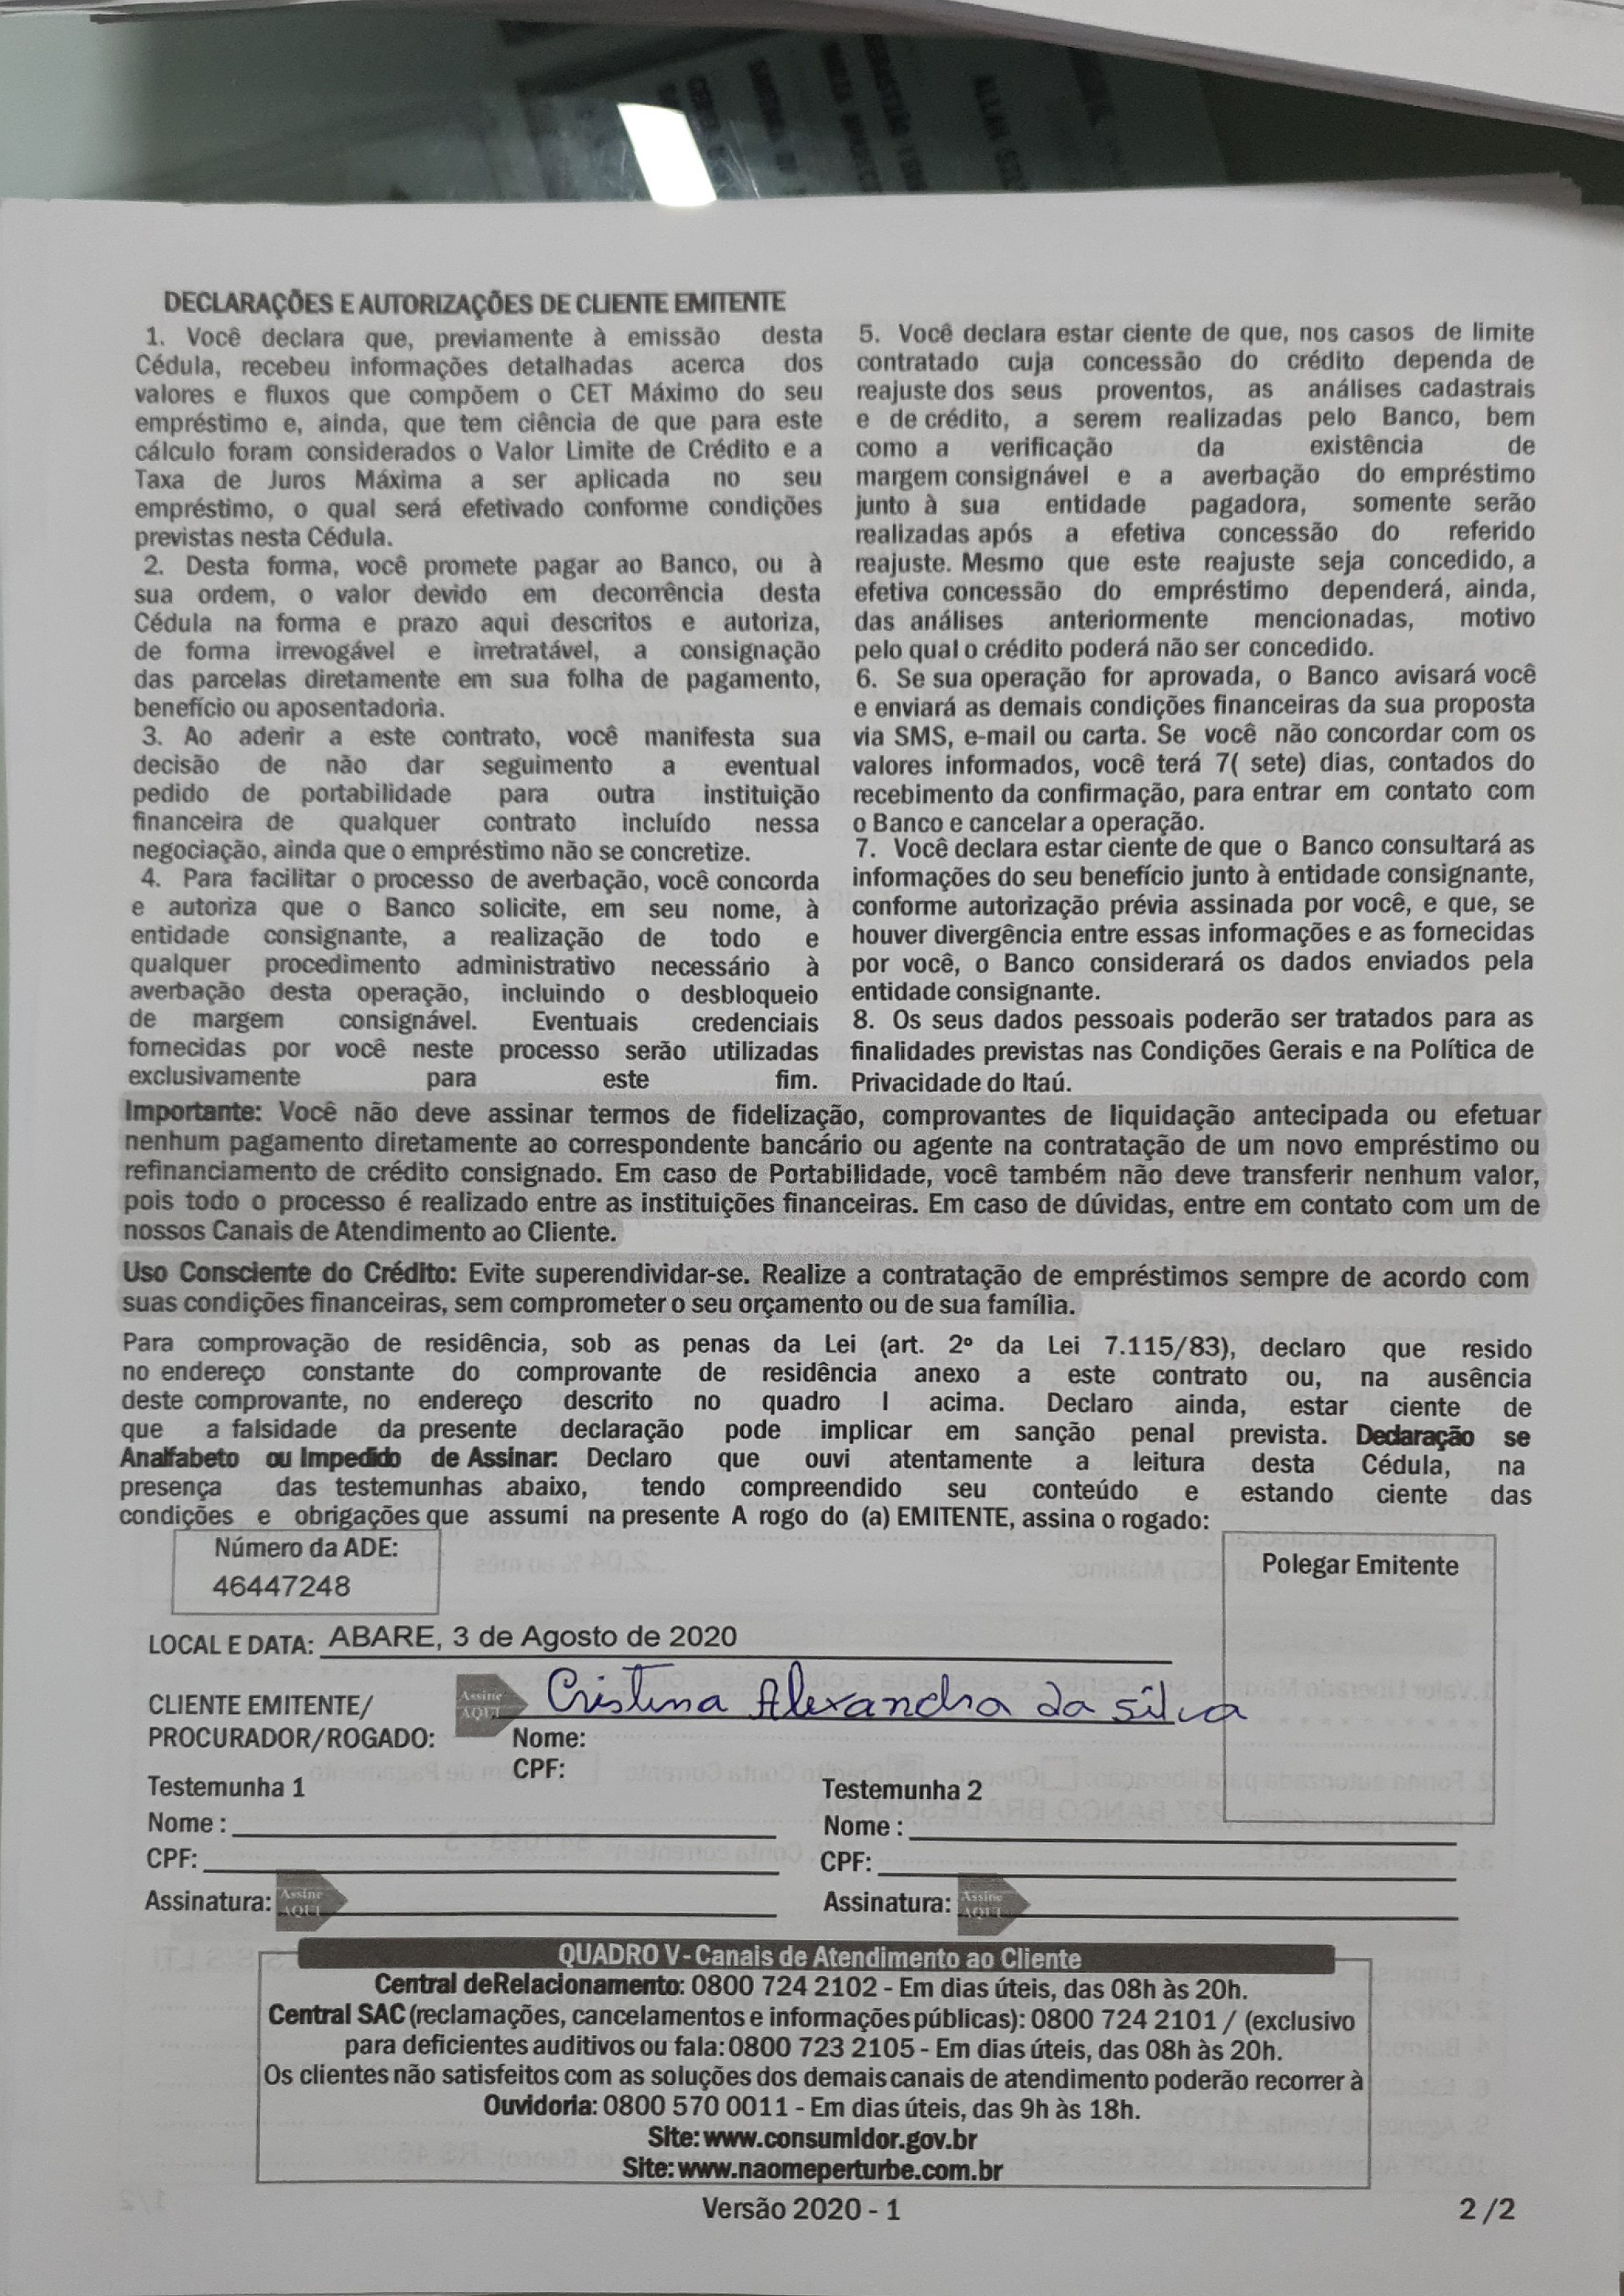 DECLARAÇÕES E AUTORIZAÇÕES DE CLIENTE EMITENTE
1. Você declara que, previamente à emissão desta
Cédula, recebeu informações detalhadas acerca dos
valores e fluxos que compõem o CET Máximo do seu
empréstimo e, ainda, que tem ciência de que para este
cálculo foram considerados o Valor Limite de Crédito e a
Taxa de Juros Máxima a ser aplicada no seu
empréstimo, o qual será efetivado conforme condições
previstas nesta Cédula.
2. Desta forma, você promete pagar ao Banco, ou à
sua ordem, o valor devido em decorrência desta
Cédula na forma e prazo aqui descritos e autoriza,
de forma irrevogável e irretratável, a consignação
das parcelas diretamente em sua folha de pagamento,
benefício ou aposentadoria.
3. Ao aderir a este contrato, você manifesta sua
decisão de não dar seguimento a eventual
pedido de portabilidade para outra instituição
financeira de qualquer contrato incluído nessa
negociação, ainda que o empréstimo não se concretize.
4. Para facilitar o processo de averbação, você concorda
e autoriza que o Banco solicite, em seu nome, à
entidade consignante, a realização de todo e
qualquer procedimento administrativo necessário à
averbação desta operação, incluindo o desbloqueio
de margem consignável. Eventuais credenciais
fornecidas por você neste processo serão utilizadas
exclusivamente para este fim.
5. Você declara estar ciente de que, nos casos de limite
contratado cuja concessão do crédito dependa de
reajuste dos seus proventos, as análises cadastrais
e de crédito, a serem realizadas pelo Banco, bem
como a verificação da existência de
margem consignável e a averbação do empréstimo
junto à sua entidade pagadora, somente serão
realizadas após a efetiva concessão do referido
reajuste. Mesmo que este reajuste seja concedido, a
efetiva concessão do empréstimo dependerá, ainda,
das análises anteriormente mencionadas, motivo
pelo qual o crédito poderá não ser concedido.
6. Se sua operação for aprovada, o Banco avisará você
e enviará as demais condições financeiras da sua proposta
via SMS, e-mail ou carta. Se você não concordar com os
valores informados, você terá 7( sete) dias, contados do
recebimento da confirmação, para entrar em contato com
o Banco e cancelar a operação.
7. Você declara estar ciente de que o Banco consultará as
informações do seu benefício junto à entidade consignante,
conforme autorização prévia assinada por você, e que, se
houver divergência entre essas informações e as fornecidas
por você, o Banco considerará os dados enviados pela
entidade consignante.
8. Os seus dados pessoais poderão ser tratados para as
finalidades previstas nas Condições Gerais e na Política de
Privacidade do Itaú.
Importante: Você não deve assinar termos de fidelização, comprovantes de liquidação antecipada ou efetuar
nenhum pagamento diretamente ao correspondente bancário ou agente na contratação de um novo empréstimo ou
refinanciamento de crédito consignado. Em caso de Portabilidade, você também não deve transferir nenhum valor,
pois todo o processo é realizado entre as instituições financeiras. Em caso de dúvidas, entre em contato com um de
nossos Canais de Atendimento ao Cliente.
Uso Consciente do Crédito: Evite superendividar-se. Realize a contratação de empréstimos sempre de acordo com
suas condições financeiras, sem comprometer o seu orçamento ou de sua família.
Para comprovação de residência, sob as penas da Lei (art. 2º da Lei 7.115/83), declaro que resido
no endereço constante do comprovante de residência anexo a este contrato ou, na ausência
deste comprovante, no endereço descrito no quadro I acima. Declaro ainda, estar ciente de
que a falsidade da presente declaração pode implicar em sanção penal prevista. Declaração se
Analfabeto ou Impedido de Assinar: Declaro que ouvi atentamente a leitura desta Cédula, na
presença das testemunhas abaixo, tendo compreendido seu conteúdo e estando ciente das
condições e obrigações que assumi na presente A rogo do (a) EMITENTE, assina o rogado:
Número da ADE:
46447248
Polegar Emitente
LOCAL E DATA: ABARE, 3 de Agosto de 2020
CLIENTE EMITENTE/
PROCURADOR/ROGADO:
Assine
AQUI
Cristina Alexandra da Silva
Nome:
CPF:
Testemunha 1
Nome :
CPF:
Assinatura: Assine
AQUI
Testemunha 2
Nome :
CPF:
Assinatura: Assine
AQUI
QUADRO V - Canais de Atendimento ao Cliente
Central deRelacionamento: 0800 724 2102 - Em dias úteis, das 08h às 20h.
Central SAC (reclamações, cancelamentos e informações públicas): 0800 724 2101 / (exclusivo
para deficientes auditivos ou fala: 0800 723 2105 - Em dias úteis, das 08h às 20h.
Os clientes não satisfeitos com as soluções dos demais canais de atendimento poderão recorrer à
Ouvidoria: 0800 570 0011 - Em dias úteis, das 9h às 18h.
Site: www.consumidor.gov.br
Site: www.naomeperturbe.com.br
Versão 2020 - 1
2 /2